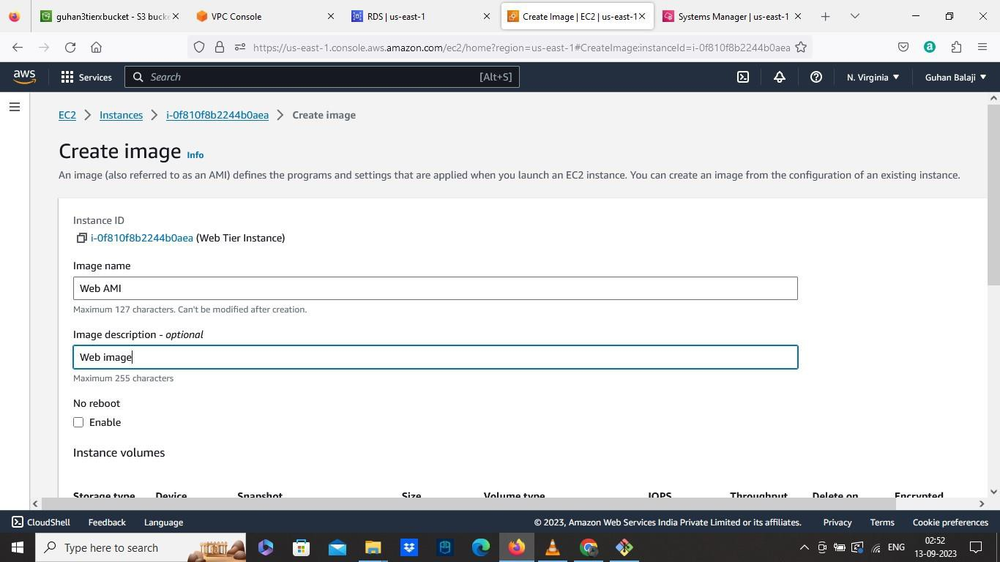 guhan3tierxbucket - S3 bucke
VPC Console
RDS | us-east-1
Create Image | EC2 | us-east-1
Systems Manager | us-east-1
https://us-east-1.console.aws.amazon.com/ec2/home?region=us-east-1#CreateImage:instanceId=i-0f810f8b2244b0aea
aws
Services
Search
[Alt+S]
N. Virginia
Guhan Balaji
EC2
Instances
i-0f810f8b2244b0aea
Create image
Create image Info
An image (also referred to as an AMI) defines the programs and settings that are applied when you launch an EC2 instance. You can create an image from the configuration of an existing instance.
Instance ID
i-0f810f8b2244b0aea (Web Tier Instance)
Image name
Web AMI
Maximum 127 characters. Can't be modified after creation.
Image description - optional
Web image
Maximum 255 characters
No reboot
Enable
Instance volumes
Storage type Device Snapshot Size Volume type IOPS Throughput Delete on Encrypted
CloudShell Feedback Language
© 2023, Amazon Web Services India Private Limited or its affiliates. Privacy Terms Cookie preferences
Type here to search
ENG
02:52
13-09-2023